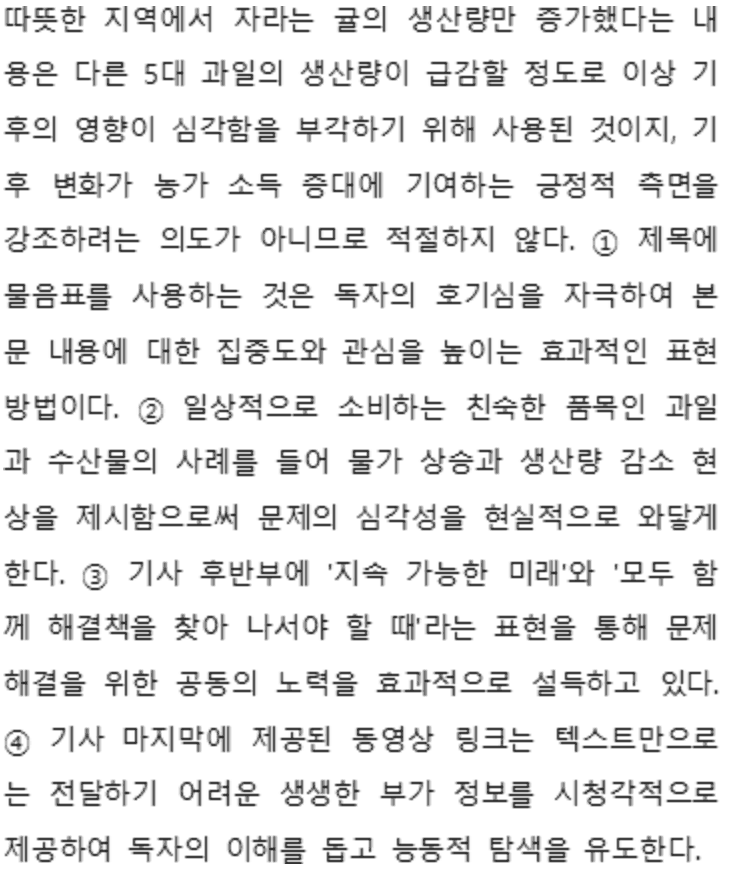 따뜻한 지역에서 자라는 귤의 생산량만 증가했다는 내
용은 다른 5대 과일의 생산량이 급감할 정도로 이상 기
후의 영향이 심각함을 부각하기 위해 사용된 것이지, 기
후 변화가 농가 소득 증대에 기여하는 긍정적 측면을
강조하려는 의도가 아니므로 적절하지 않다. ① 제목에
물음표를 사용하는 것은 독자의 호기심을 자극하여 본
문 내용에 대한 집중도와 관심을 높이는 효과적인 표현
방법이다. ② 일상적으로 소비하는 친숙한 품목인 과일
과 수산물의 사례를 들어 물가 상승과 생산량 감소 현
상을 제시함으로써 문제의 심각성을 현실적으로 와닿게
한다. ③ 기사 후반부에 '지속 가능한 미래'와 '모두 함
께 해결책을 찾아 나서야 할 때'라는 표현을 통해 문제
해결을 위한 공동의 노력을 효과적으로 설득하고 있다.
④ 기사 마지막에 제공된 동영상 링크는 텍스트만으로
는 전달하기 어려운 생생한 부가 정보를 시청각적으로
제공하여 독자의 이해를 돕고 능동적 탐색을 유도한다.